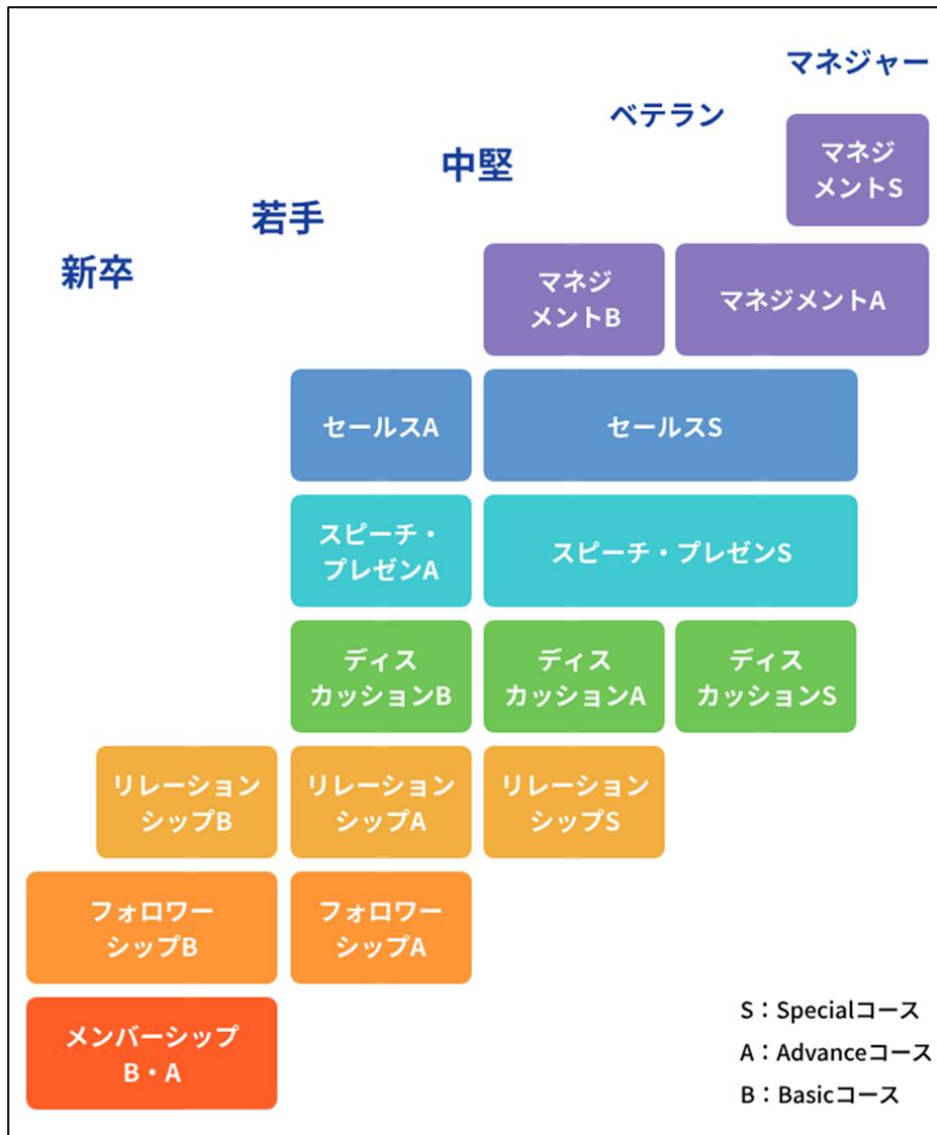 マネジャー
ベテラン
中堅
若手
新卒
マネジ
メントS
マネジ
メントB
マネジメントA
セールスA
セールスS
スピーチ・
プレゼンA
スピーチ・プレゼンS
ディス
カッションB
ディス
カッションA
ディス
カッションS
リレーション
シップB
リレーション
シップA
リレーション
シップS
フォロワー
シップB
フォロワー
シップA
メンバーシップ
B・A
S：Specialコース
A：Advanceコース
B：Basicコース